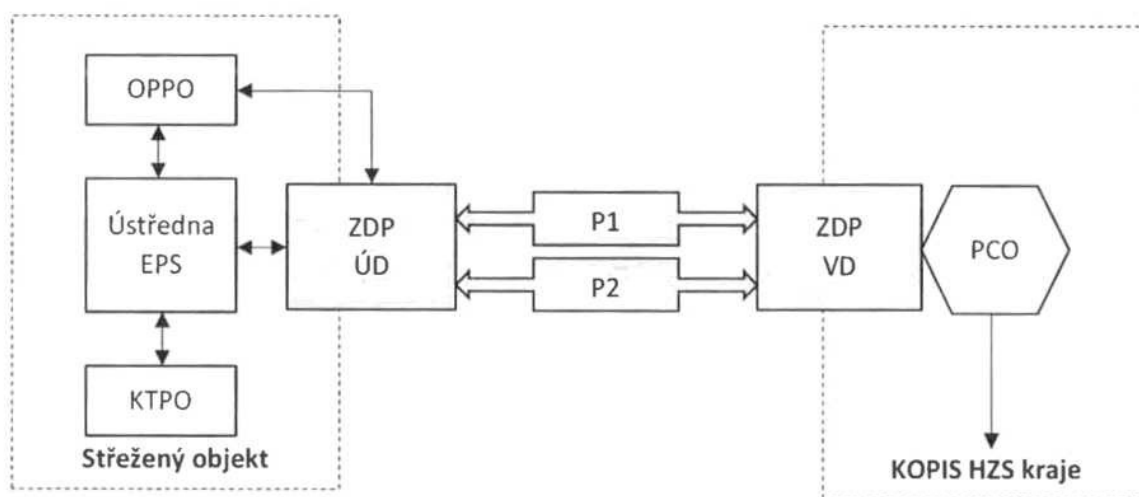 OPPO
Ústředna
EPS
KTPO
Střežený objekt
ZDP
ÚD
P1
P2
ZDP
VD
PCO
KOPIS HZS kraje